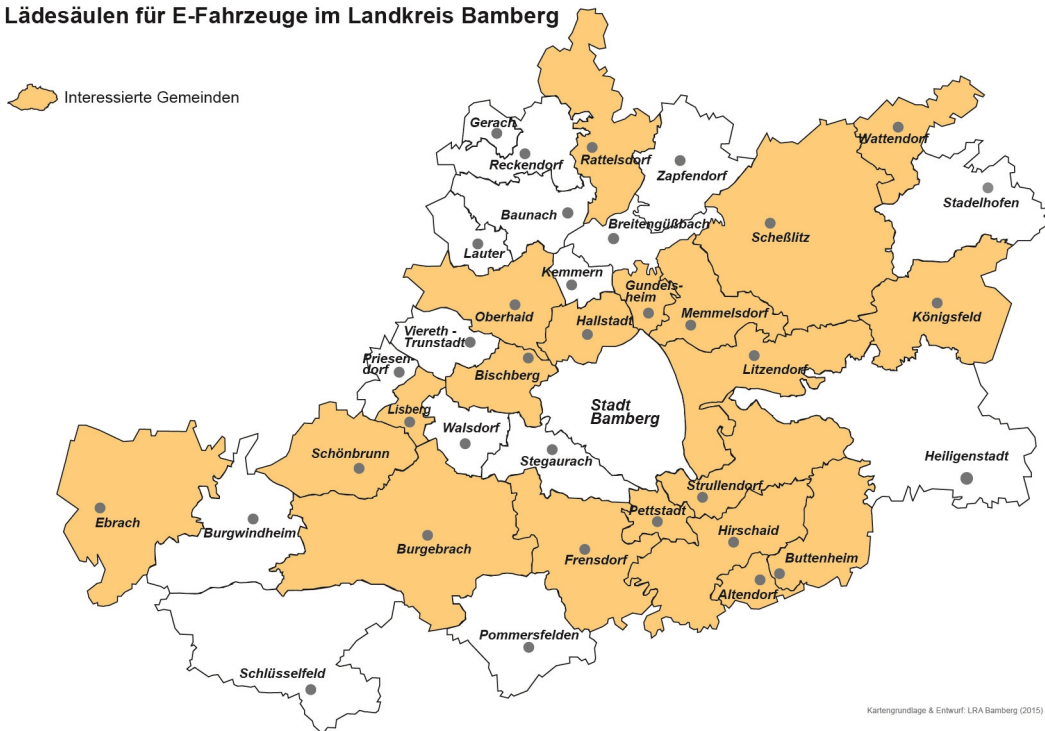 Lädesäulen für E-Fahrzeuge im Landkreis Bamberg
Interessierte Gemeinden
Gerach
Reckendorf
Rattelsdorf
Zapfendorf
Wattendorf
Stadelhofen
Baunach
Breitengüßbach
Scheßlitz
Lauter
Kemmern
Gundels-
heim
Oberhaid
Hallstadt
Memmelsdorf
Königsfeld
Viereth -
Trunstadt
Priesen-
dorf
Bischberg
Litzendorf
Lisberg
Stadt
Bamberg
Walsdorf
Schönbrunn
Stegaurach
Heiligenstadt
Strullendorf
Ebrach
Pettstadt
Burgwindheim
Hirschaid
Burgebrach
Frensdorf
Buttenheim
Altendorf
Pommersfelden
Schlüsselfeld
Kartengrundlage & Entwurf: LRA Bamberg (2015)